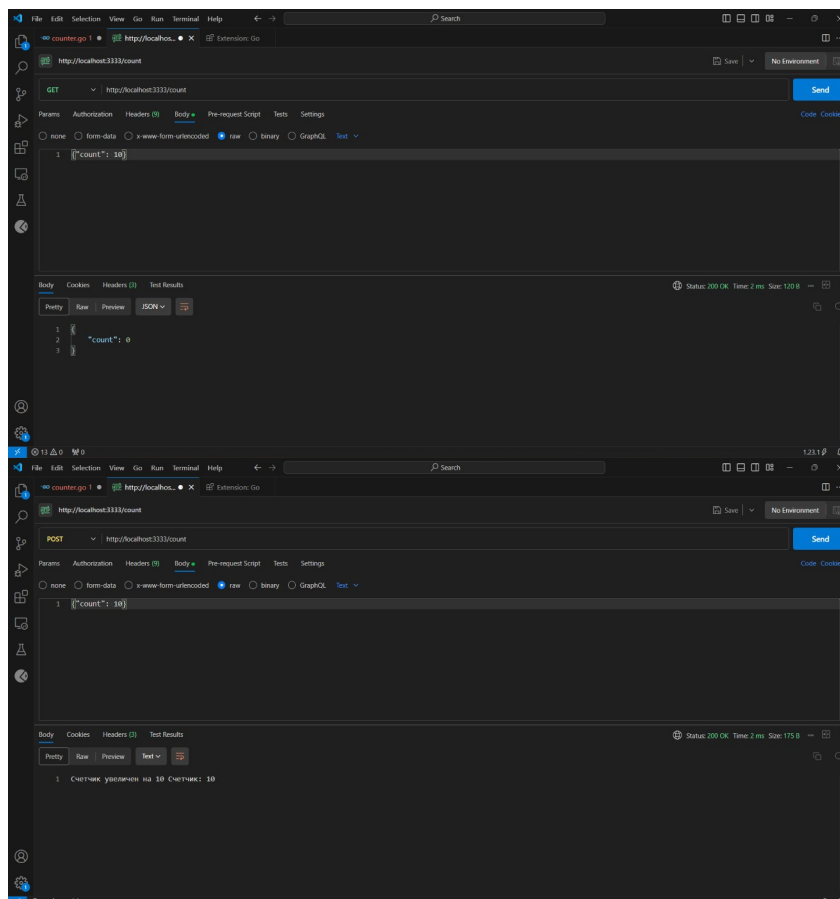 File Edit Selection View Go Run Terminal Help Search
counter.go 1 http://localhos... Extension: Go
http://localhost:3333/count Save No Environment
GET http://localhost:3333/count Send
Params Authorization Headers (9) Body Pre-request Script Tests Settings Code Cookie
none form-data x-www-form-urlencoded raw binary GraphQL Text
1 {"count": 10}
Body Cookies Headers (3) Test Results Status: 200 OK Time: 2 ms Size: 120 B
Pretty Raw Preview JSON
1 {
2 "count": 0
3 }
13 0 0 1.23.1
File Edit Selection View Go Run Terminal Help Search
counter.go 1 http://localhos... Extension: Go
http://localhost:3333/count Save No Environment
POST http://localhost:3333/count Send
Params Authorization Headers (9) Body Pre-request Script Tests Settings Code Cookie
none form-data x-www-form-urlencoded raw binary GraphQL Text
1 {"count": 10}
Body Cookies Headers (3) Test Results Status: 200 OK Time: 2 ms Size: 175 B
Pretty Raw Preview Text
1 Счетчик увеличен на 10 Счетчик: 10